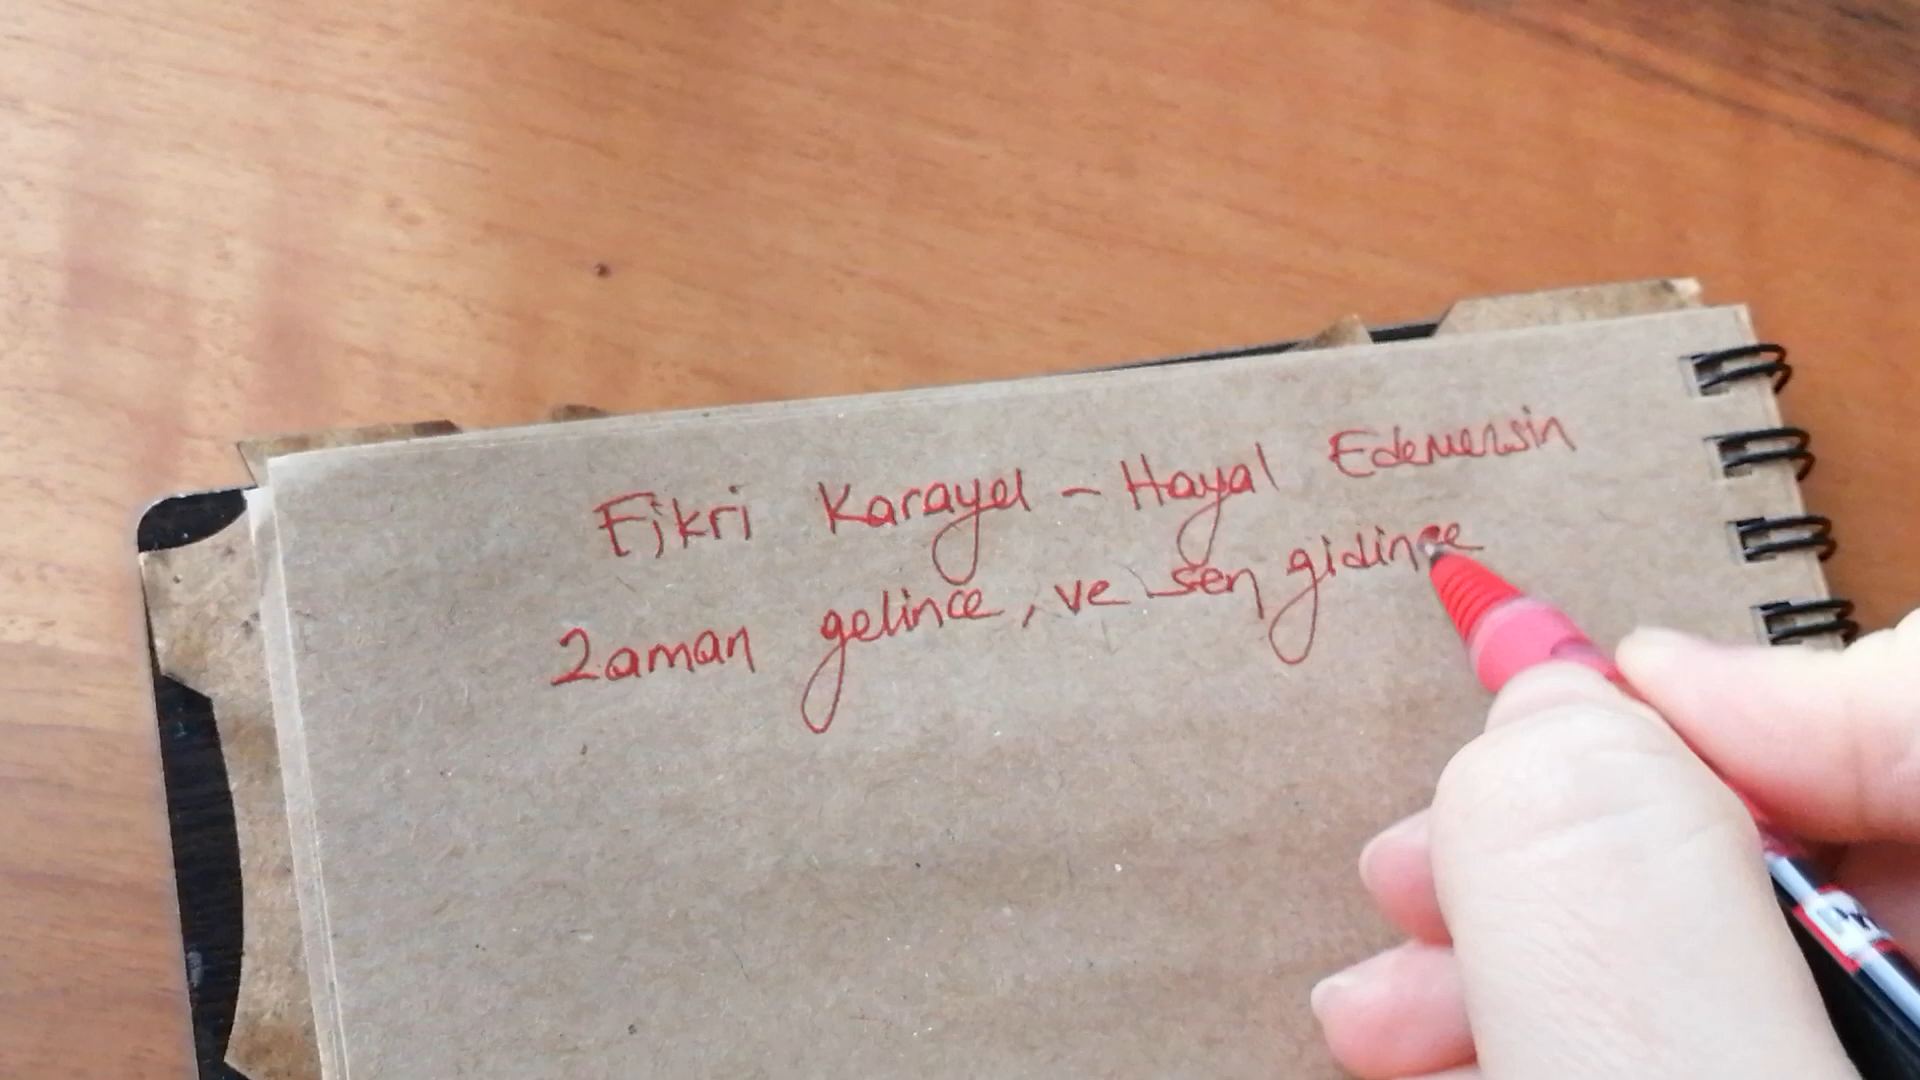 Fikri Karayel - Hayal Edemezsin
Zaman gelince, ve sen gidince